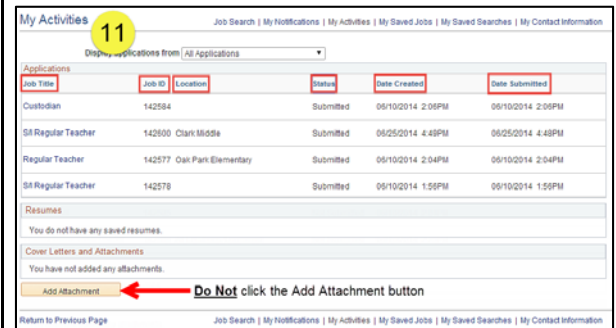 My Activities
11
Job Search | My Notifications | My Activities | My Saved Jobs | My Saved Searches | My Contact Information
Display applications from All Applications
Applications
Job Title Job ID Location Status Date Created Date Submitted
Custodian 142584 Submitted 06/10/2014 2:06PM 06/10/2014 2:06PM
S/I Regular Teacher 142600 Clark Middle Submitted 06/25/2014 4:48PM 06/25/2014 4:48PM
Regular Teacher 142577 Oak Park Elementary Submitted 06/10/2014 2:04PM 06/10/2014 2:04PM
S/I Regular Teacher 142578 Submitted 06/10/2014 1:56PM 06/10/2014 1:56PM
Resumes
You do not have any saved resumes.
Cover Letters and Attachments
You have not added any attachments.
Add Attachment Do Not click the Add Attachment button
Return to Previous Page Job Search | My Notifications | My Activities | My Saved Jobs | My Saved Searches | My Contact Information